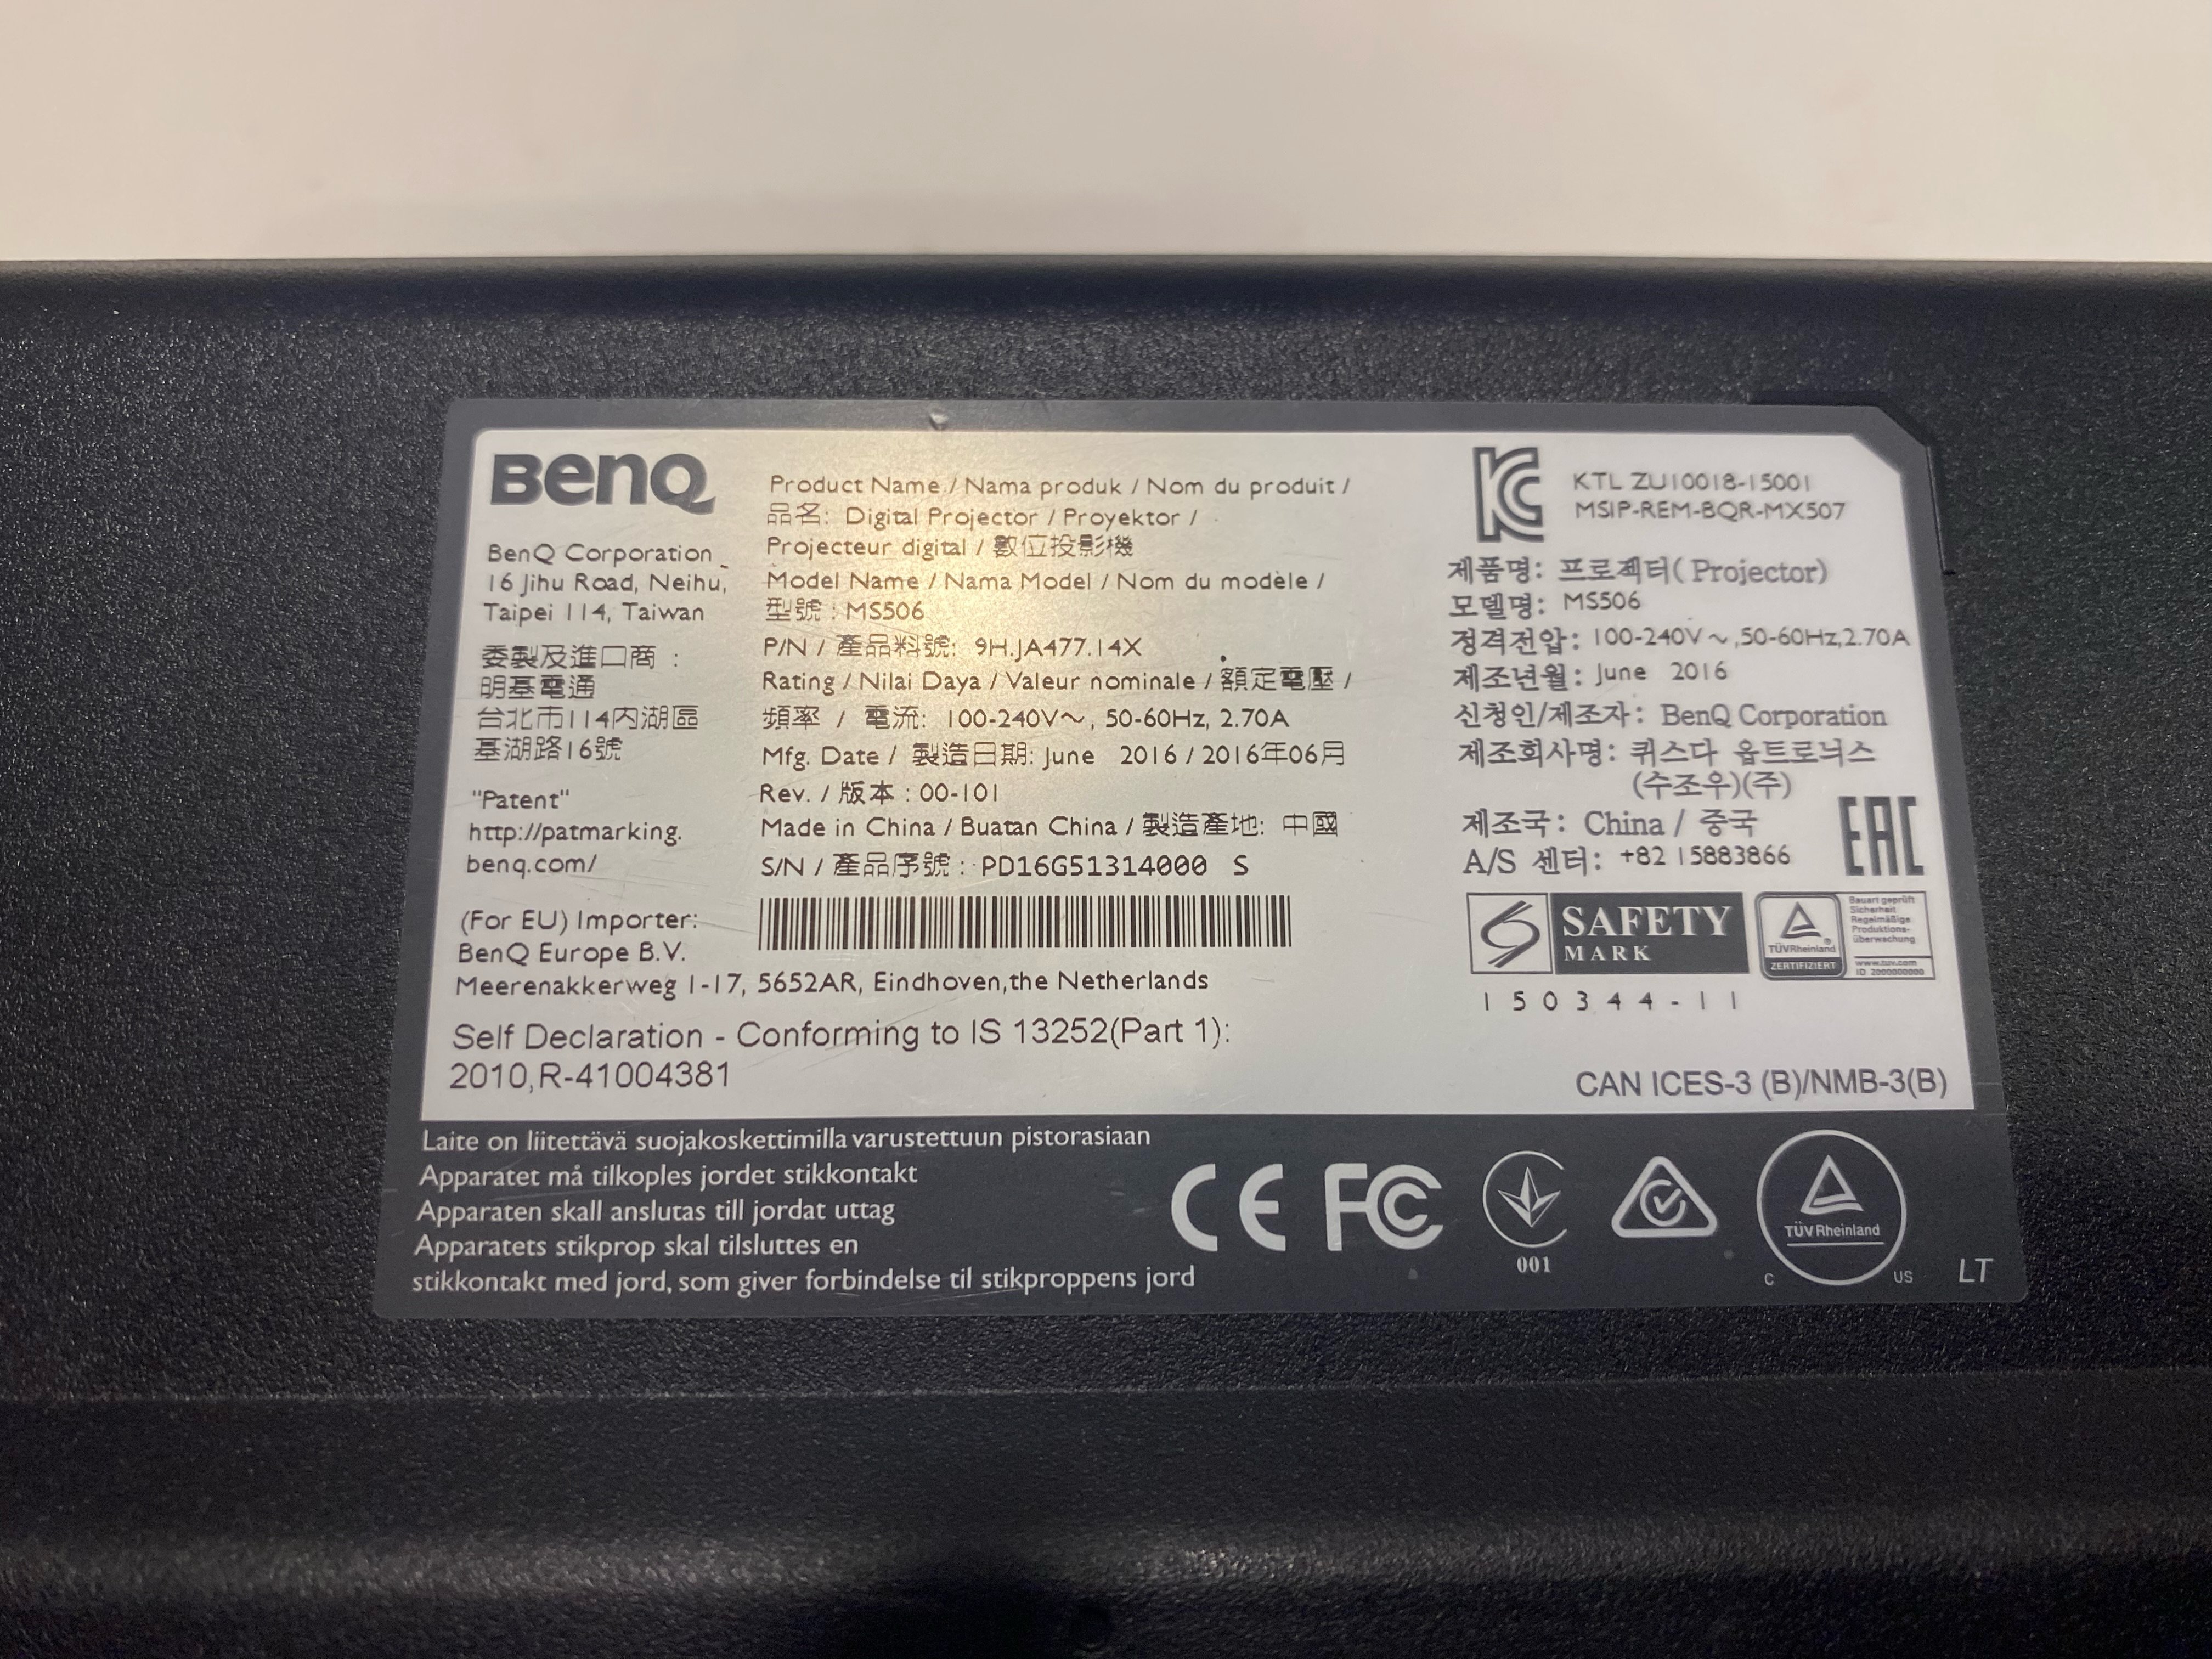 BenQ
BenQ Corporation
16 Jihu Road, Neihu,
Taipei 114, Taiwan
委製及進口商 :
明基電通
台北市114內湖區
基湖路16號
"Patent"
http://patmarking.
benq.com/
(For EU) Importer:
BenQ Europe B.V.
Meerenakkerweg 1-17, 5652AR, Eindhoven,the Netherlands
Self Declaration - Conforming to IS 13252(Part 1):
2010,R-41004381
Product Name / Nama produk / Nom du produit /
品名: Digital Projector / Proyektor /
Projecteur digital / 數位投影機
Model Name / Nama Model / Nom du modèle /
型號 : MS506
P/N / 產品料號: 9H.JA477.14X
Rating / Nilai Daya / Valeur nominale / 額定電壓 /
頻率 / 電流: 100-240V~, 50-60Hz, 2.70A
Mfg. Date / 製造日期: June 2016 / 2016年06月
Rev. / 版本 : 00-101
Made in China / Buatan China / 製造產地: 中國
S/N / 產品序號 : PD16G51314000 S
KC
KTL ZU10018-15001
MSIP-REM-BQR-MX507
제품명: 프로젝터( Projector)
모델명: MS506
정격전압: 100-240V~,50-60Hz,2.70A
제조년월: June 2016
신청인/제조자: BenQ Corporation
제조회사명: 퀴스다 옵트로닉스
(수조우)(주)
제조국: China / 중국
A/S 센터: +82 15883866
EAC
SAFETY
MARK
150344-11
TÜVRheinland
ZERTIFIZIERT
Bauart geprüft
Sicherheit
Regelmäßige
Produktions-
überwachung
www.tuv.com
ID 2000000000
CAN ICES-3 (B)/NMB-3(B)
Laite on liitettävä suojakoskettimilla varustettuun pistorasiaan
Apparatet må tilkoples jordet stikkontakt
Apparaten skall anslutas till jordat uttag
Apparatets stikprop skal tilsluttes en
stikkontakt med jord, som giver forbindelse til stikproppens jord
CE FC
001
TÜVRheinland
C US
LT